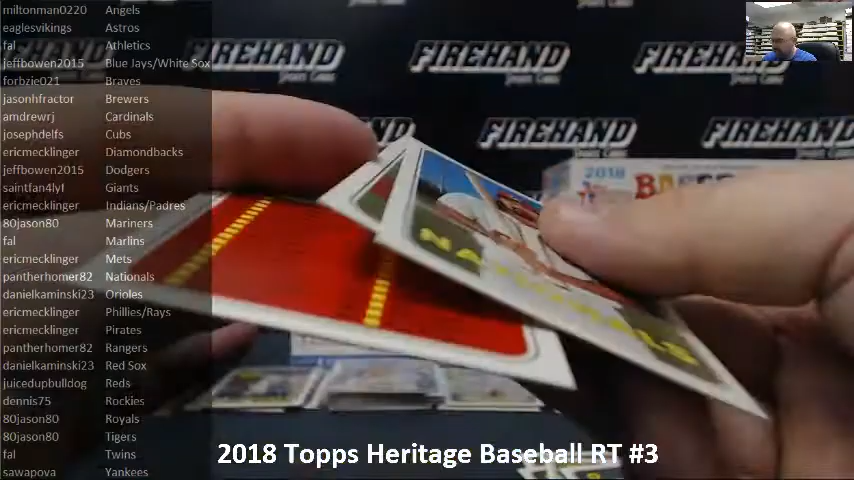 miltonman0220 Angels
eaglesvikings Astros
fal Athletics
jeffbowen2015 Blue Jays/White Sox
forbzie021 Braves
jasonhfractor Brewers
amdrewrj Cardinals
josephdelfs Cubs
ericmecklinger Diamondbacks
jeffbowen2015 Dodgers
saintfan4lyf Giants
ericmecklinger Indians/Padres
80jason80 Mariners
fal Marlins
ericmecklinger Mets
pantherhomer82 Nationals
danielkaminski23 Orioles
ericmecklinger Phillies/Rays
ericmecklinger Pirates
pantherhomer82 Rangers
danielkaminski23 Red Sox
juicedupbulldog Reds
dennis75 Rockies
80jason80 Royals
80jason80 Tigers
fal Twins
sawapova Yankees
FIREHAND
FIREHAND
FIREHAND
FIREHAND
FIREHAND
2018
NATIONALS
2018 Topps Heritage Baseball RT #3